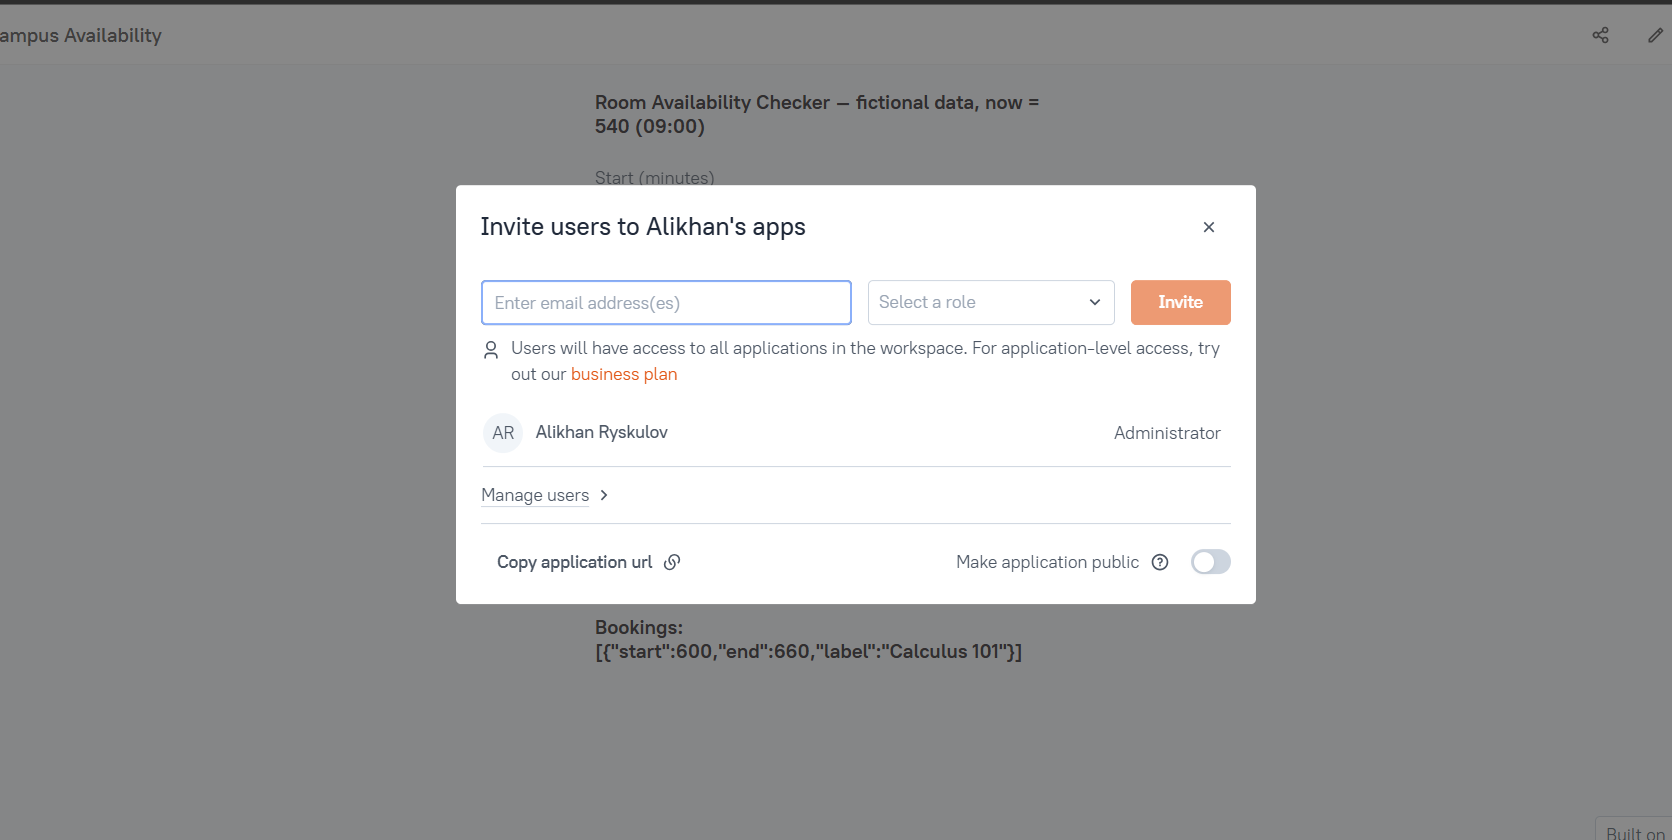 ampus Availability
Room Availability Checker — fictional data, now =
540 (09:00)
Start (minutes)
Invite users to Alikhan's apps
Enter email address(es)
Select a role
Invite
Users will have access to all applications in the workspace. For application-level access, try
out our business plan
AR
Alikhan Ryskulov
Administrator
Manage users
Copy application url
Make application public
Bookings:
[{"start":600,"end":660,"label":"Calculus 101"}]
Built on